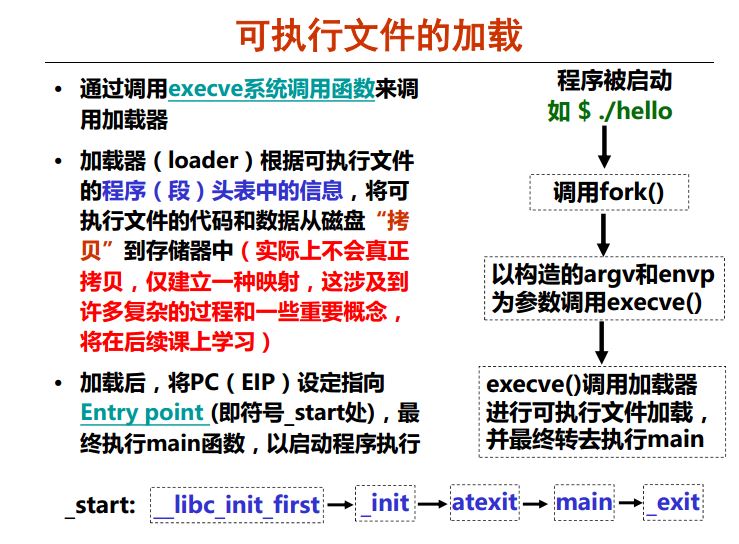 可执行文件的加载
• 通过调用execve系统调用函数来调
用加载器
• 加载器（loader）根据可执行文件
的程序（段）头表中的信息，将可
执行文件的代码和数据从磁盘“拷
贝”到存储器中（实际上不会真正
拷贝，仅建立一种映射，这涉及到
许多复杂的过程和一些重要概念，
将在后续课上学习）
• 加载后，将PC（EIP）设定指向
Entry point (即符号_start处)，最
终执行main函数，以启动程序执行
程序被启动
如 $ ./hello
调用fork()
以构造的argv和envp
为参数调用execve()
execve()调用加载器
进行可执行文件加载，
并最终转去执行main
_start: __libc_init_first _init atexit main _exit